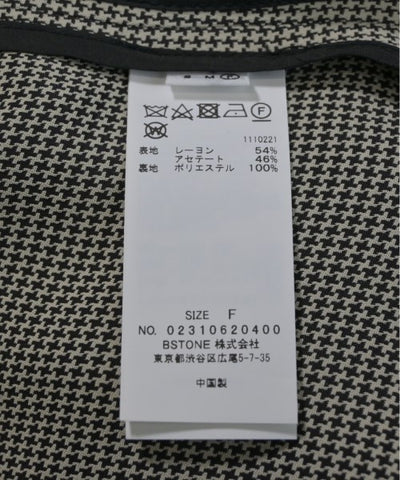 F
W
1110221
表地 レーヨン 54%
アセテート 46%
裏地 ポリエステル 100%
SIZE F
NO. 02310620400
BSTONE 株式会社
東京都渋谷区広尾5-7-35
中国製